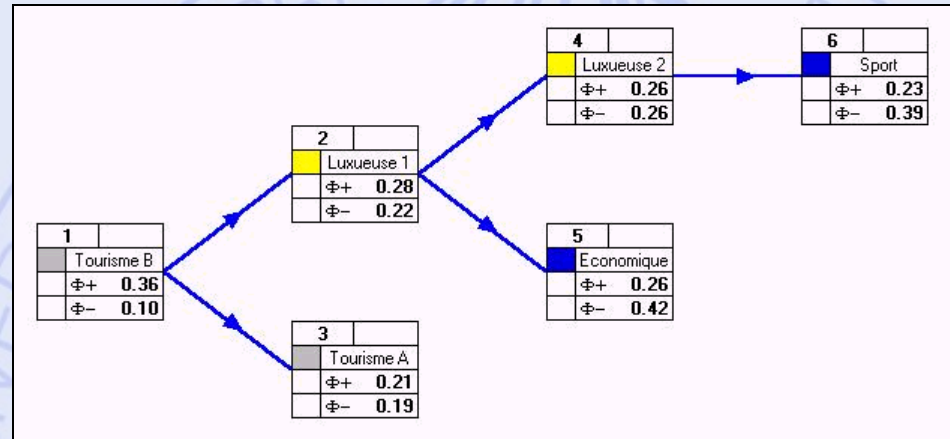 1
Tourisme B
Φ+ 0.36
Φ− 0.10
2
Luxueuse 1
Φ+ 0.28
Φ− 0.22
3
Tourisme A
Φ+ 0.21
Φ− 0.19
4
Luxueuse 2
Φ+ 0.26
Φ− 0.26
5
Economique
Φ+ 0.26
Φ− 0.42
6
Sport
Φ+ 0.23
Φ− 0.39